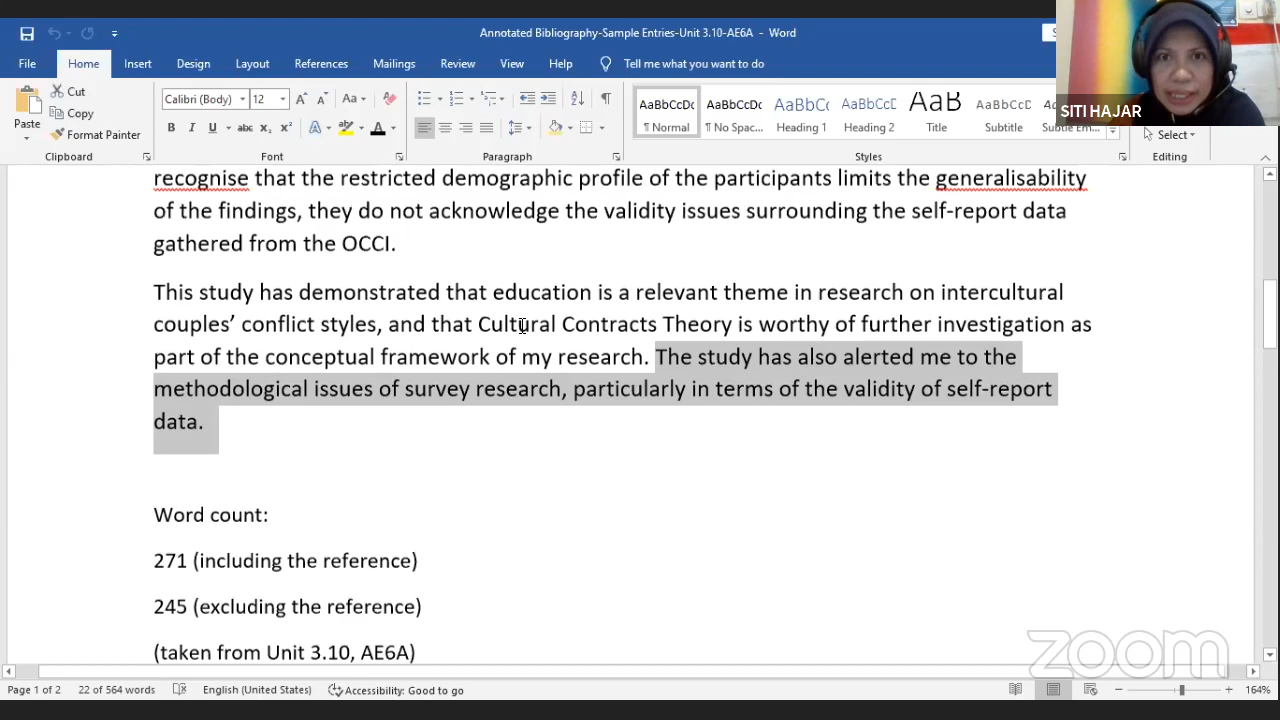 Annotated Bibliography-Sample Entries-Unit 3.10-AE6A - Word
File Home Insert Design Layout References Mailings Review View Help Tell me what you want to do
SITI HAJAR
Paste
Cut
Copy
Format Painter
Clipboard
Calibri (Body) 12
Font
Paragraph
AaBbCcDc AaBbCcDc AaBbCc AaBbCcC AaB AaBbCcC
¶ Normal ¶ No Spac... Heading 1 Heading 2 Title Subtitle Subtle Em...
Styles
Select
Editing
recognise that the restricted demographic profile of the participants limits the generalisability
of the findings, they do not acknowledge the validity issues surrounding the self-report data
gathered from the OCCI.
This study has demonstrated that education is a relevant theme in research on intercultural
couples’ conflict styles, and that Cultural Contracts Theory is worthy of further investigation as
part of the conceptual framework of my research. The study has also alerted me to the
methodological issues of survey research, particularly in terms of the validity of self-report
data.
Word count:
271 (including the reference)
245 (excluding the reference)
(taken from Unit 3.10, AE6A)
zoom
Page 1 of 2 22 of 564 words English (United States) Accessibility: Good to go 164%